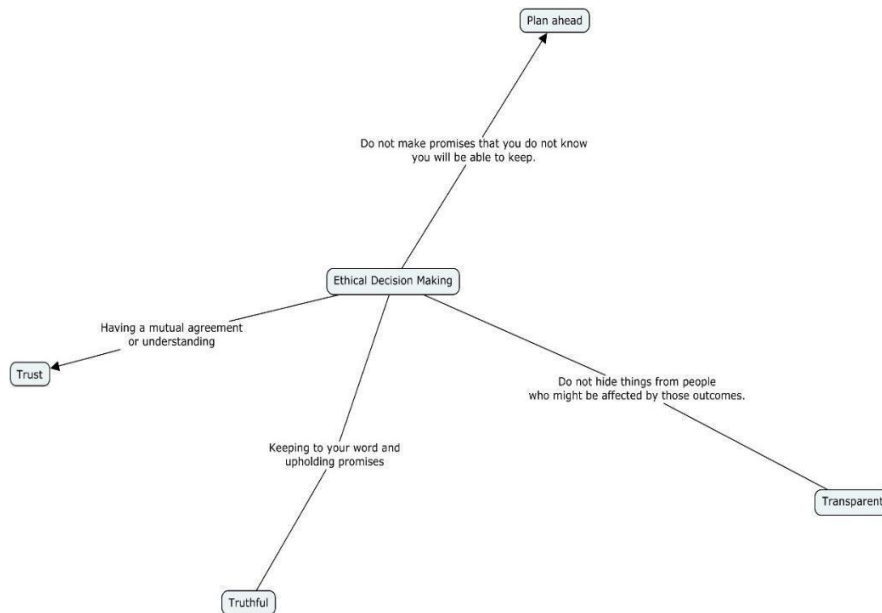 Plan ahead
Do not make promises that you do not know
you will be able to keep.
Ethical Decision Making
Having a mutual agreement
or understanding
Trust
Do not hide things from people
who might be affected by those outcomes.
Keeping to your word and
upholding promises
Transparent
Truthful